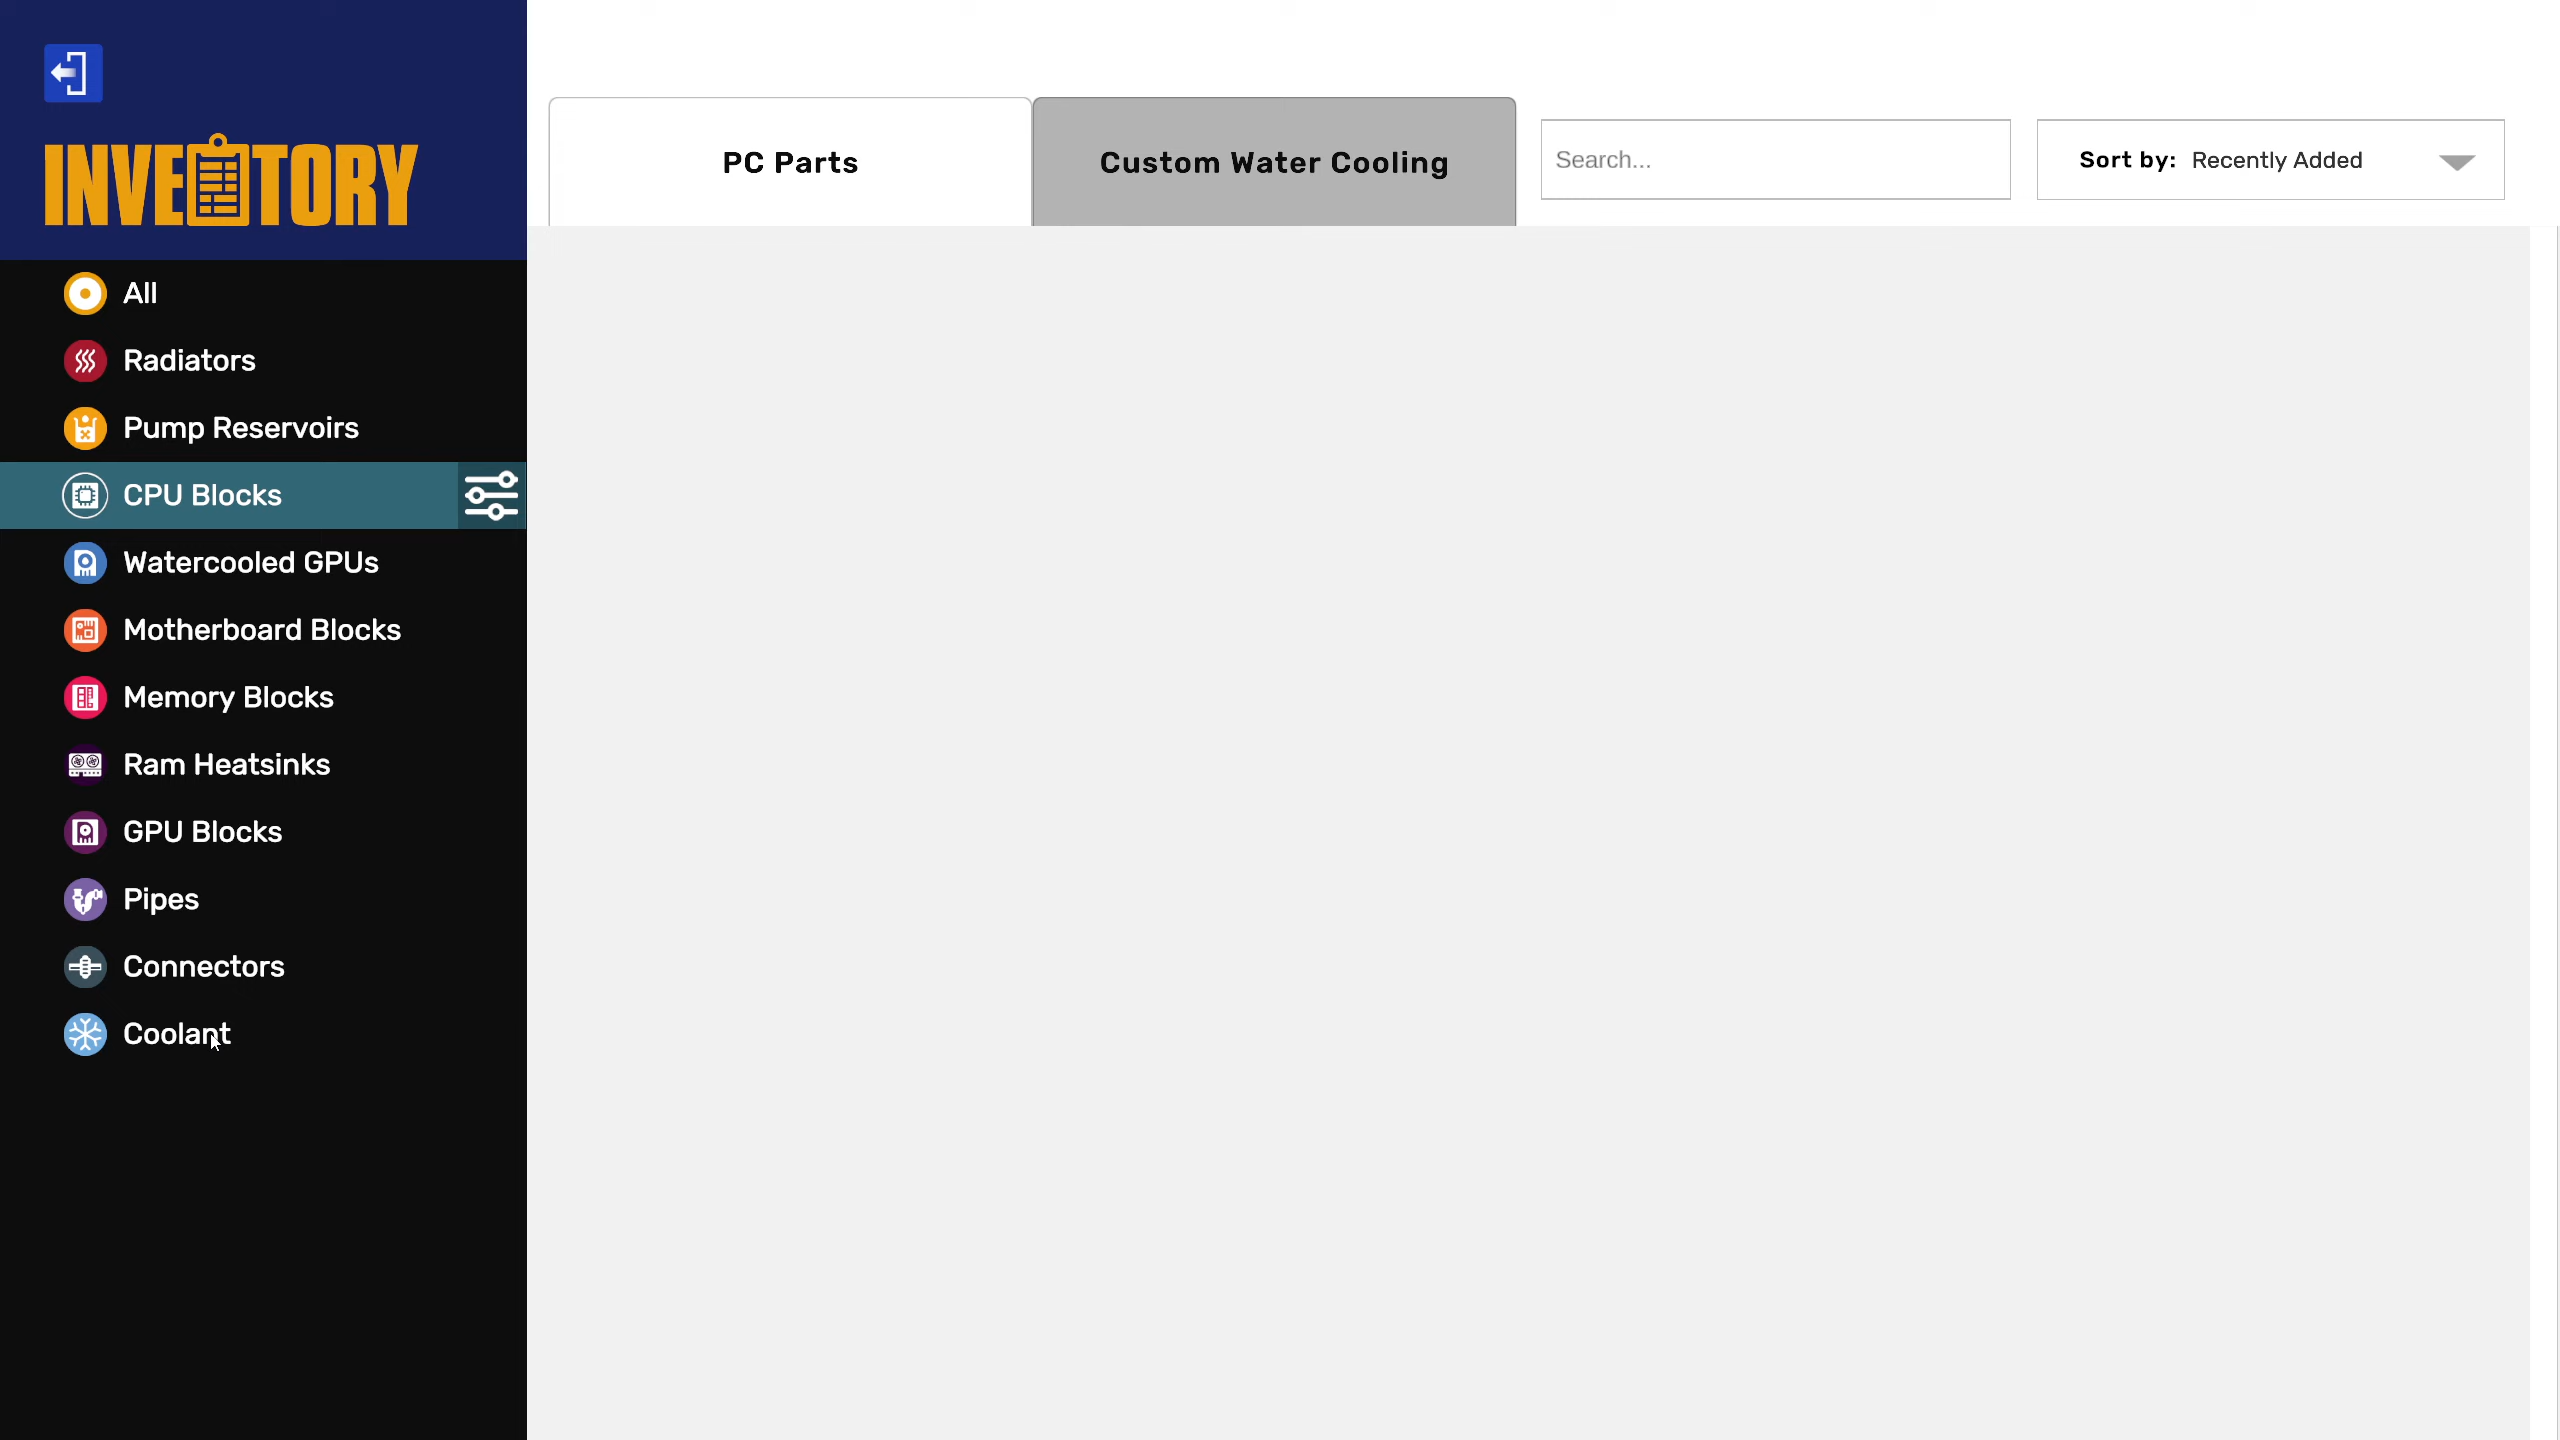 INVENTORY
PC Parts
Custom Water Cooling
Search...
Sort by: Recently Added
All
Radiators
Pump Reservoirs
CPU Blocks
Watercooled GPUs
Motherboard Blocks
Memory Blocks
Ram Heatsinks
GPU Blocks
Pipes
Connectors
Coolant